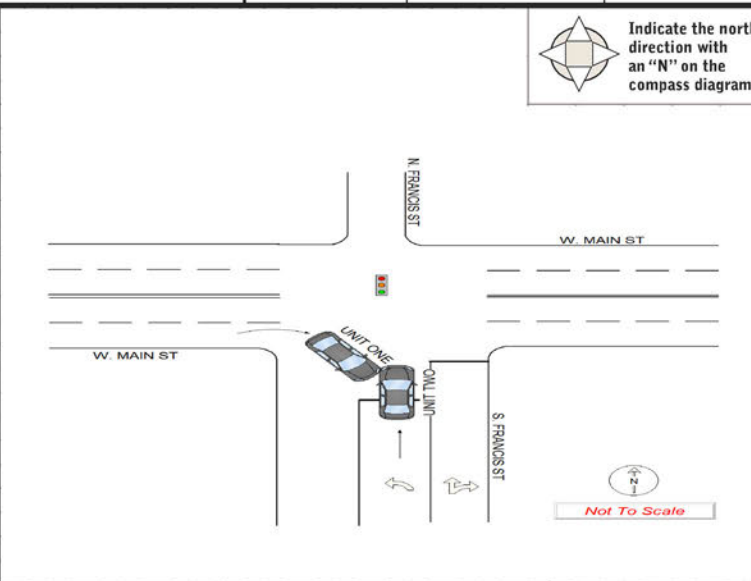 Indicate the north
direction with
an “N” on the
compass diagram
N. FRANCIS ST
W. MAIN ST
UNIT ONE
W. MAIN ST
UNIT TWO
S. FRANCIS ST
N
Not To Scale